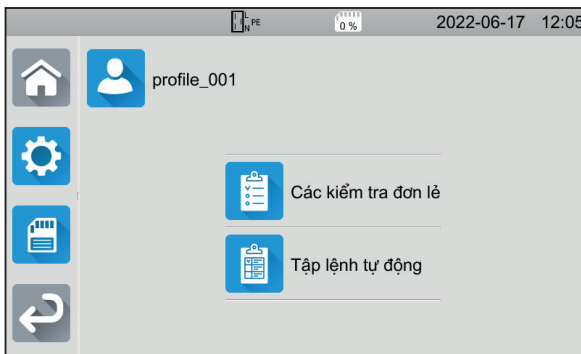 L N PE 0 % 2022-06-17 12:05
profile_001
Các kiểm tra đơn lẻ
Tập lệnh tự động